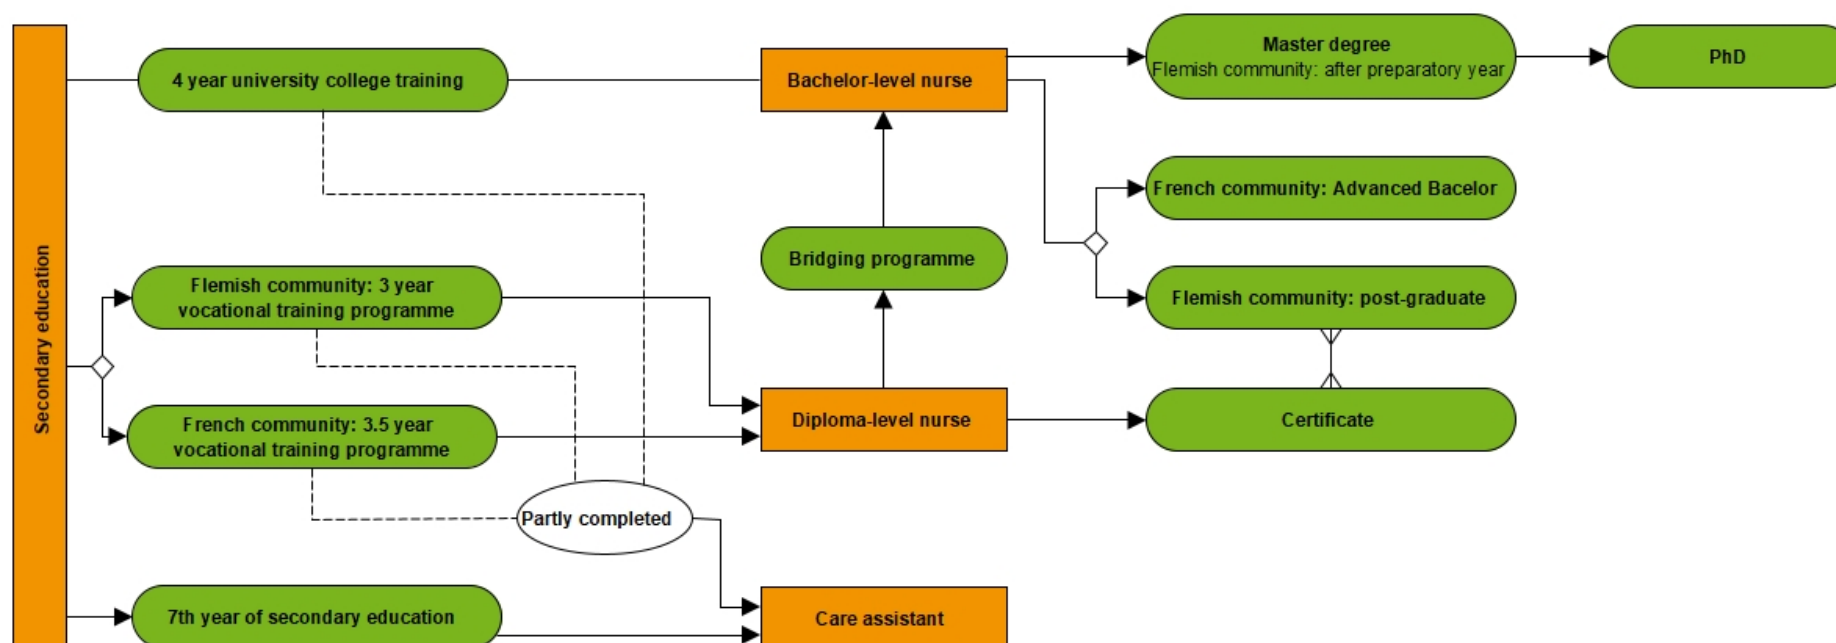 Secondary education
4 year university college training
Bachelor-level nurse
Master degree
Flemish community: after preparatory year
PhD
French community: Advanced Bacelor
Bridging programme
Flemish community: 3 year
vocational training programme
Flemish community: post-graduate
French community: 3.5 year
vocational training programme
Diploma-level nurse
Certificate
Partly completed
7th year of secondary education
Care assistant